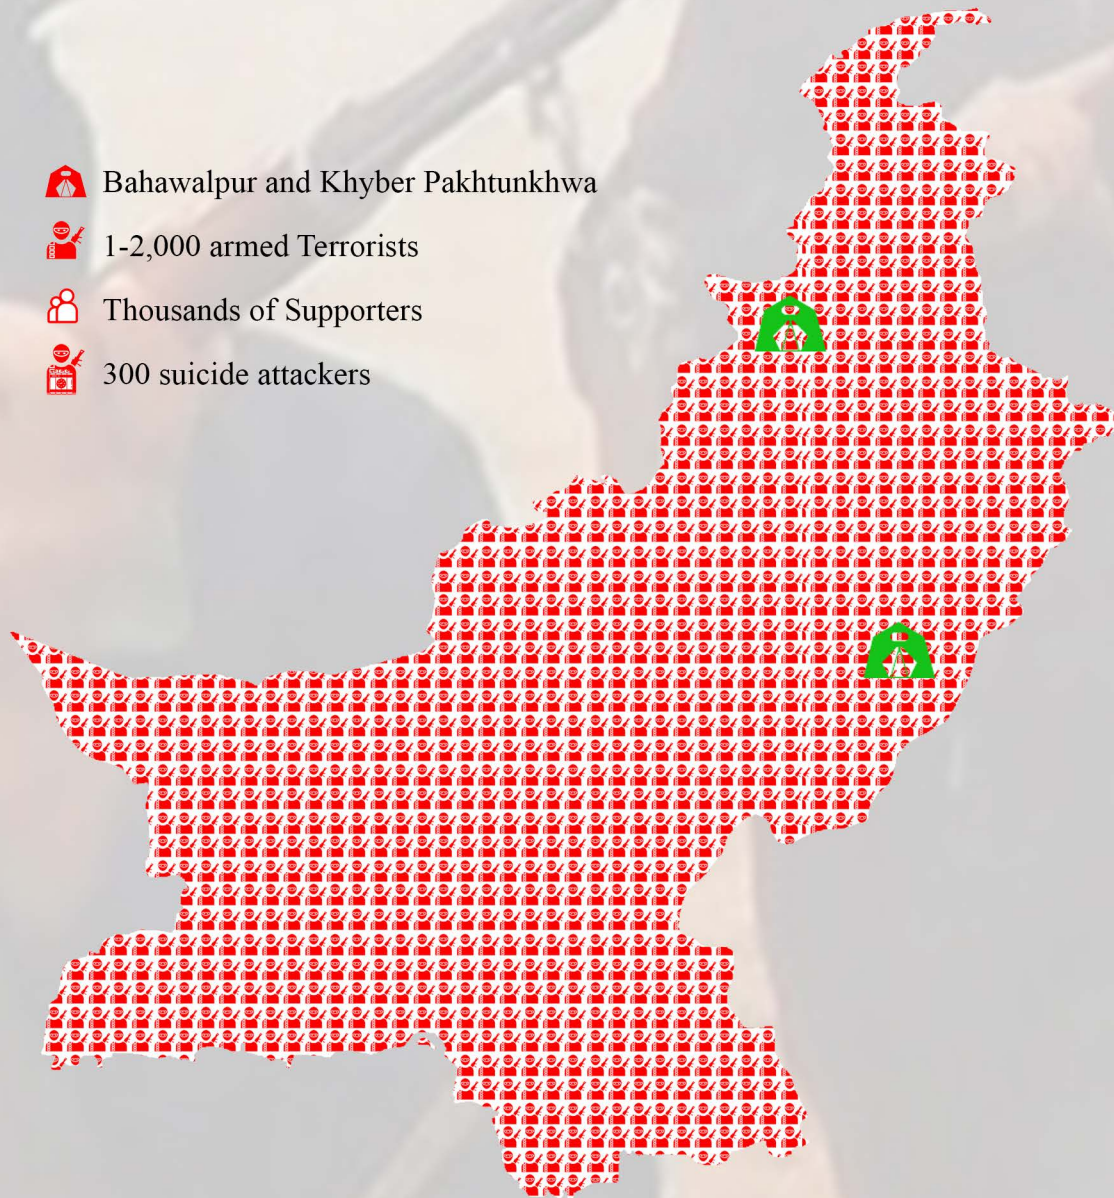 Bahawalpur and Khyber Pakhtunkhwa
1-2,000 armed Terrorists
Thousands of Supporters
300 suicide attackers